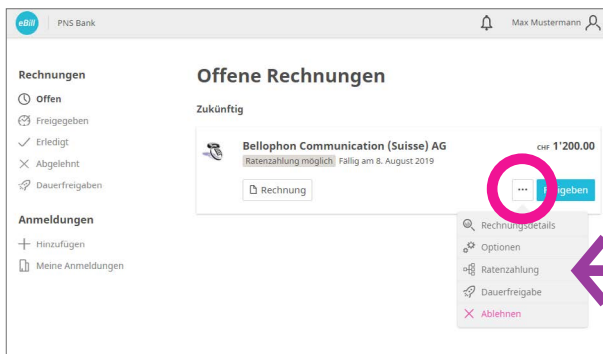 eBill PNS Bank Max Mustermann
Rechnungen
Offen
Freigegeben
Erledigt
Abgelehnt
Dauerfreigaben
Anmeldungen
Hinzufügen
Meine Anmeldungen
Offene Rechnungen
Zukünftig
Bellophon Communication (Suisse) AG CHF 1'200.00
Ratenzahlung möglich Fällig am 8. August 2019
Rechnung ... Freigeben
Rechnungsdetails
Optionen
Ratenzahlung
Dauerfreigabe
Ablehnen